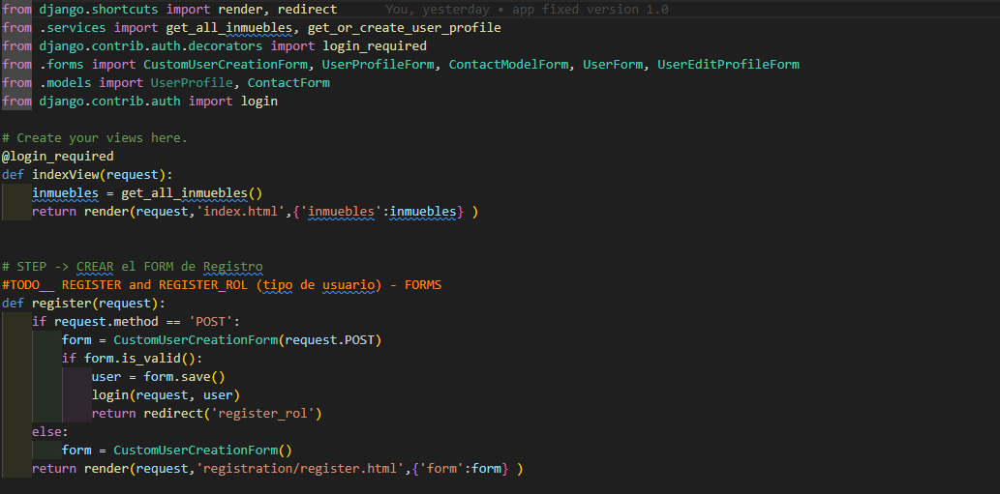 from django.shortcuts import render, redirect You, yesterday • app fixed version 1.0
from .services import get_all_inmuebles, get_or_create_user_profile
from django.contrib.auth.decorators import login_required
from .forms import CustomUserCreationForm, UserProfileForm, ContactModelForm, UserForm, UserEditProfileForm
from .models import UserProfile, ContactForm
from django.contrib.auth import login
# Create your views here.
@login_required
def indexView(request):
    inmuebles = get_all_inmuebles()
    return render(request,'index.html',{'inmuebles':inmuebles} )
# STEP -> CREAR el FORM de Registro
#TODO__ REGISTER and REGISTER_ROL (tipo de usuario) - FORMS
def register(request):
    if request.method == 'POST':
        form = CustomUserCreationForm(request.POST)
        if form.is_valid():
            user = form.save()
            login(request, user)
            return redirect('register_rol')
    else:
        form = CustomUserCreationForm()
    return render(request,'registration/register.html',{'form':form} )